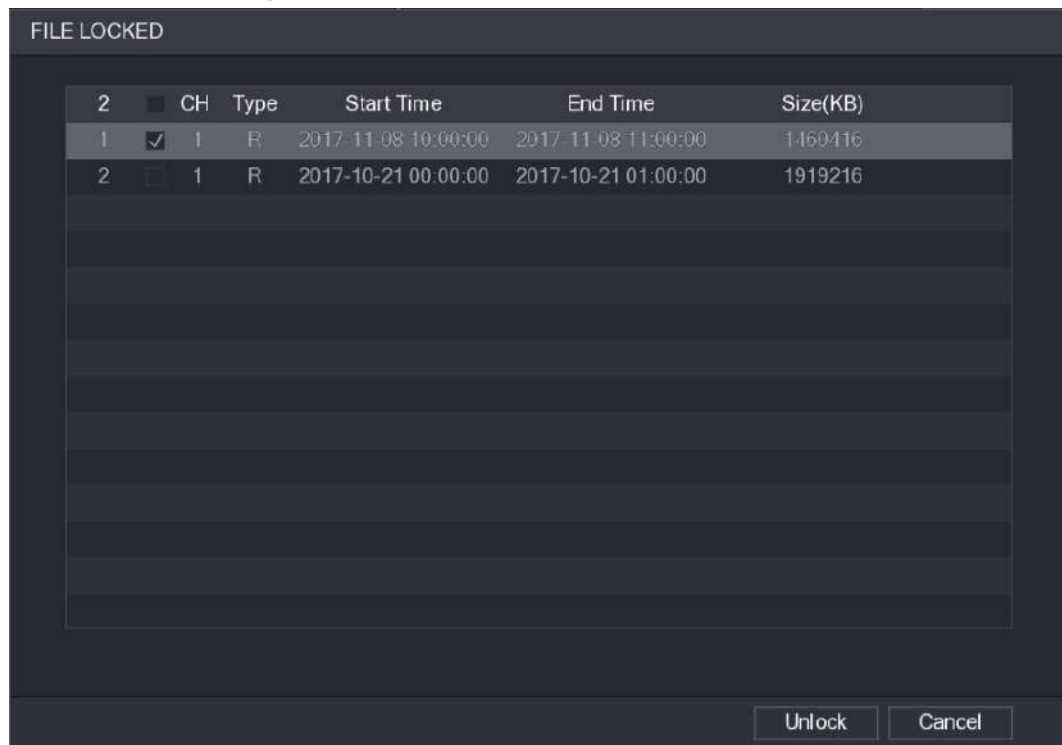 FILE LOCKED
2 CH Type Start Time End Time Size(KB)
1 1 R 2017-11-08 10:00:00 2017-11-08 11:00:00 1460416
2 1 R 2017-10-21 00:00:00 2017-10-21 01:00:00 1919216
Unlock Cancel